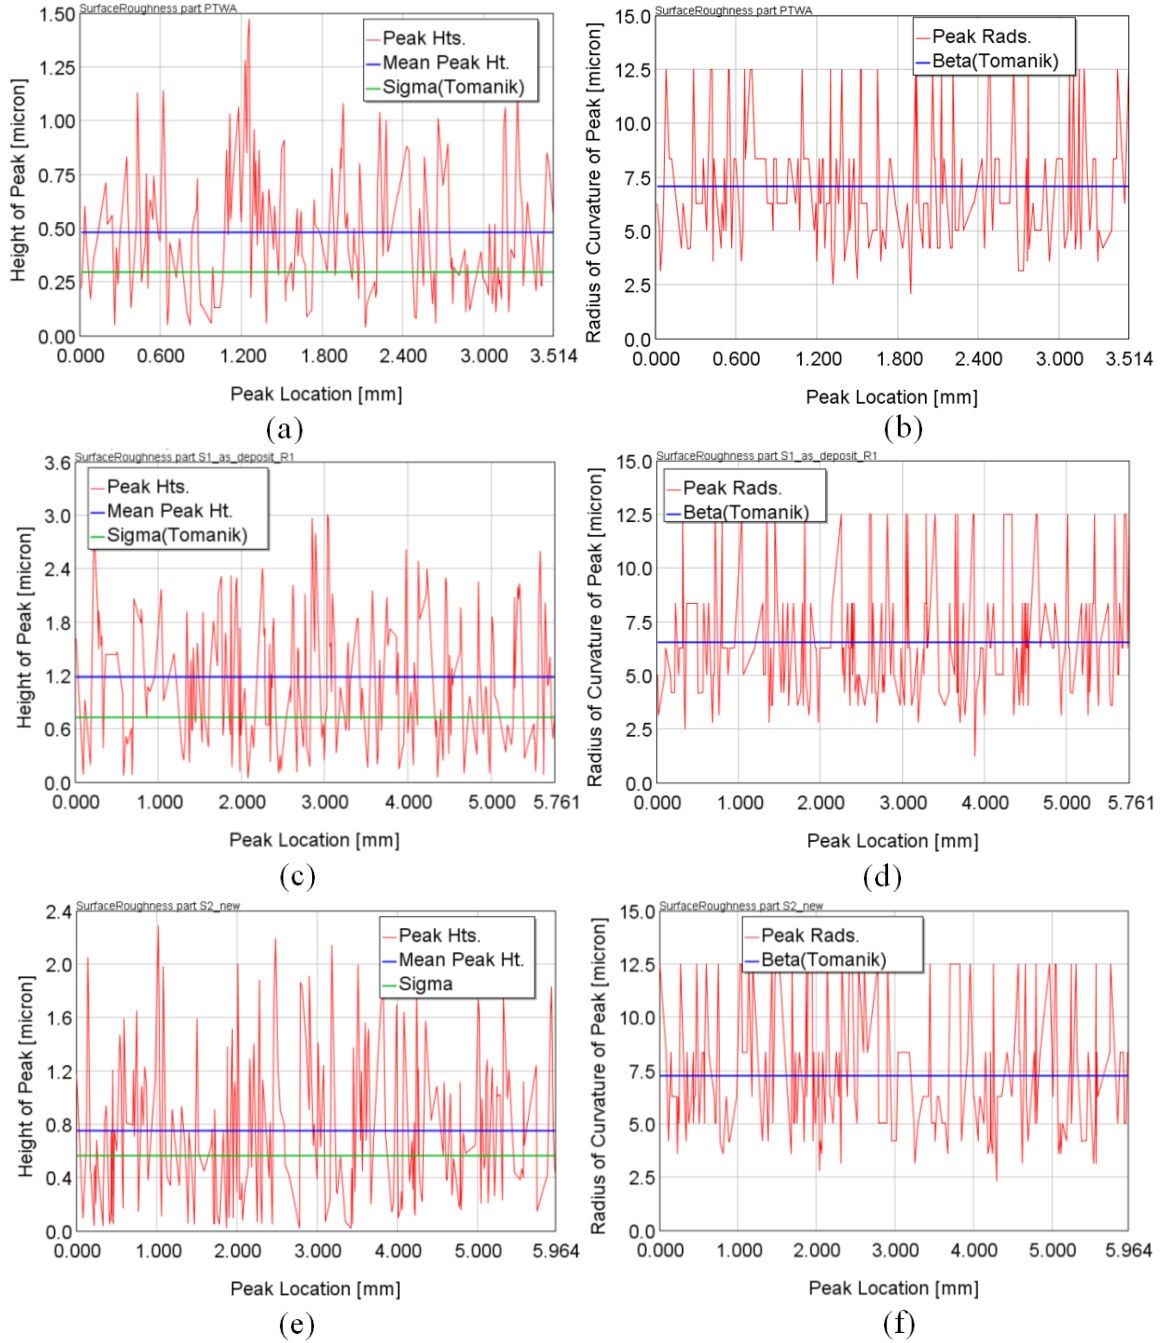 SurfaceRoughness part PTWA
1.50
1.25
1.00
0.75
0.50
0.25
0.00
Height of Peak [micron]
Peak Hts.
Mean Peak Ht.
Sigma(Tomanik)
0.000 0.600 1.200 1.800 2.400 3.000 3.514
Peak Location [mm]
(a)
SurfaceRoughness part PTWA
15.0
12.5
10.0
7.5
5.0
2.5
0.0
Radius of Curvature of Peak [micron]
Peak Rads.
Beta(Tomanik)
0.000 0.600 1.200 1.800 2.400 3.000 3.514
Peak Location [mm]
(b)
SurfaceRoughness part S1_as_deposit_R1
3.6
3.0
2.4
1.8
1.2
0.6
0.0
Height of Peak [micron]
Peak Hts.
Mean Peak Ht.
Sigma(Tomanik)
0.000 1.000 2.000 3.000 4.000 5.000 5.761
Peak Location [mm]
(c)
SurfaceRoughness part S1_as_deposit_R1
15.0
12.5
10.0
7.5
5.0
2.5
0.0
Radius of Curvature of Peak [micron]
Peak Rads.
Beta(Tomanik)
0.000 1.000 2.000 3.000 4.000 5.000 5.761
Peak Location [mm]
(d)
SurfaceRoughness part S2_new
2.4
2.0
1.6
1.2
0.8
0.4
0.0
Height of Peak [micron]
Peak Hts.
Mean Peak Ht.
Sigma
0.000 1.000 2.000 3.000 4.000 5.000 5.964
Peak Location [mm]
(e)
SurfaceRoughness part S2_new
15.0
12.5
10.0
7.5
5.0
2.5
0.0
Radius of Curvature of Peak [micron]
Peak Rads.
Beta(Tomanik)
0.000 1.000 2.000 3.000 4.000 5.000 5.964
Peak Location [mm]
(f)